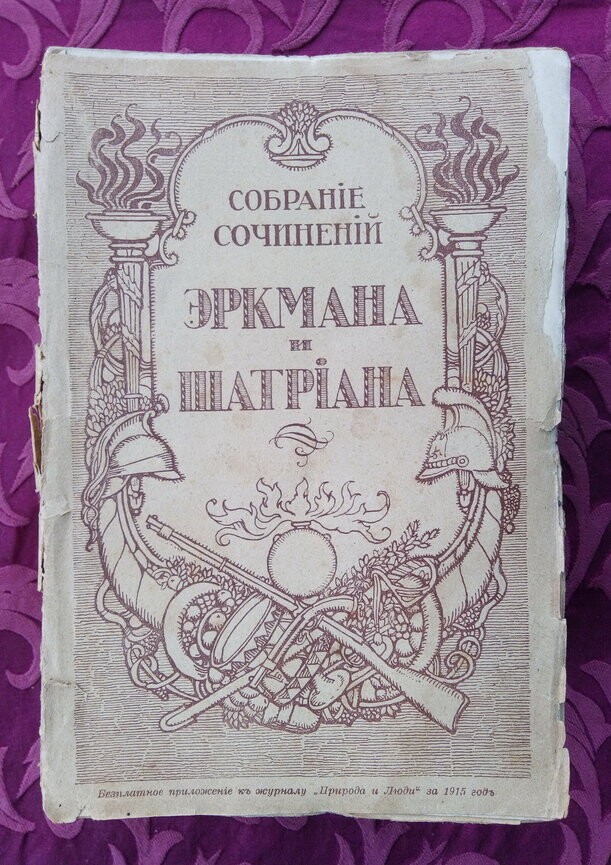 СОБРАНІЕ
СОЧИНЕНІЙ
ЭРКМАНА
и
ШАТРІАНА
Безплатное приложеніе къ журналу „Природа и Люди“ за 1915 годъ